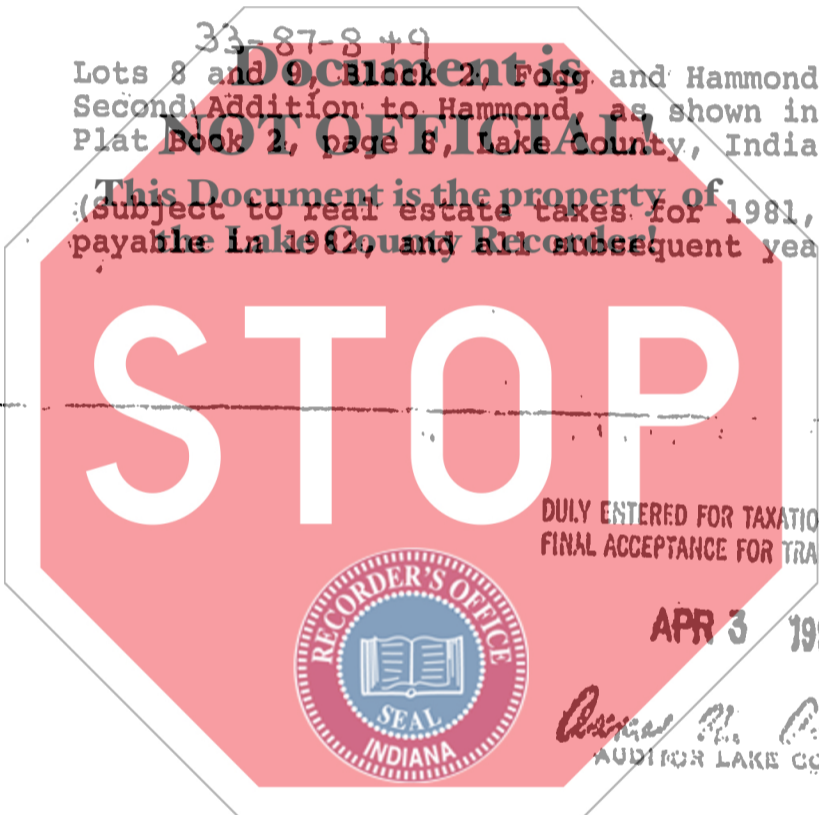 33-87-8+9
Document is
Lots 8 and 9, Block 2, Fogg and Hammond
Second Addition to Hammond, as shown in
NOT OFFICIAL!
Plat Book 2, page 8, Lake County, India
This Document is the property of
(Subject to real estate takes for 1981,
the Lake County Recorder!
payable in 1982, and all subsequent yea
STOP
DULY ENTERED FOR TAXATIO
FINAL ACCEPTANCE FOR TRA
APR 3 19
RECORDER'S OFFICE
SEAL
INDIANA
AUDITOR LAKE CO